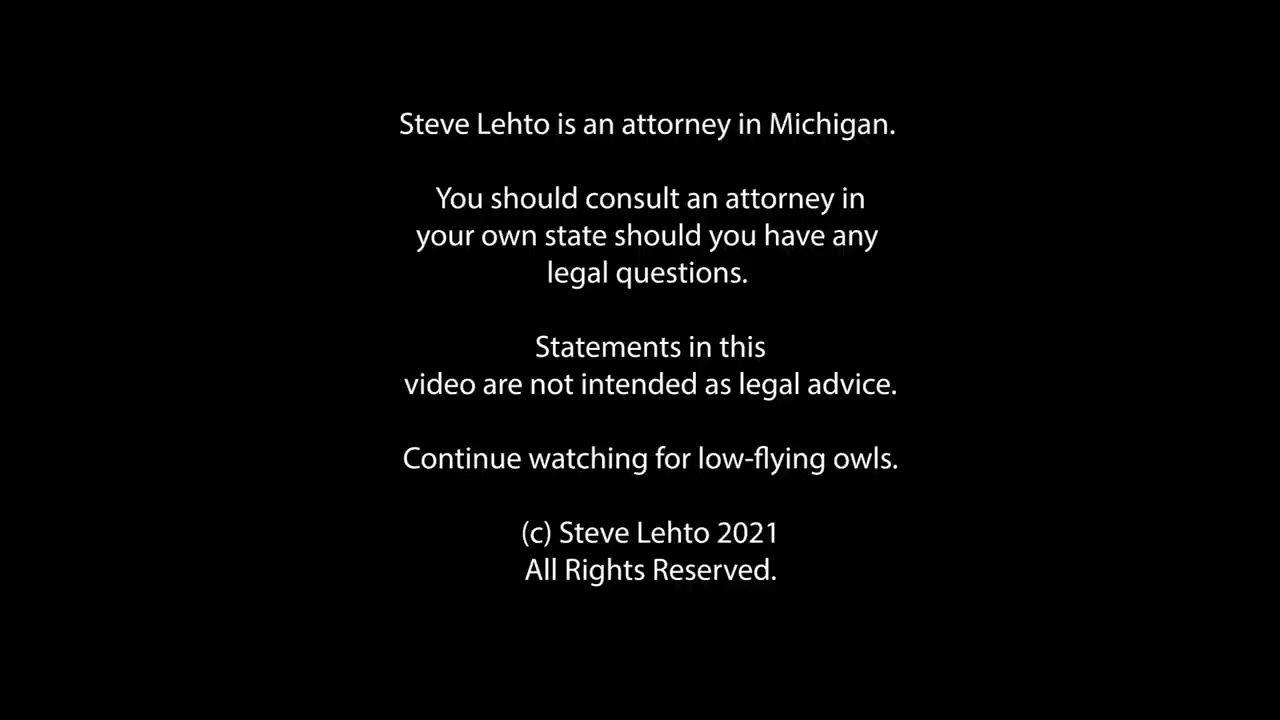 Steve Lehto is an attorney in Michigan.
You should consult an attorney in
your own state should you have any
legal questions.
Statements in this
video are not intended as legal advice.
Continue watching for low-flying owls.
(c) Steve Lehto 2021
All Rights Reserved.